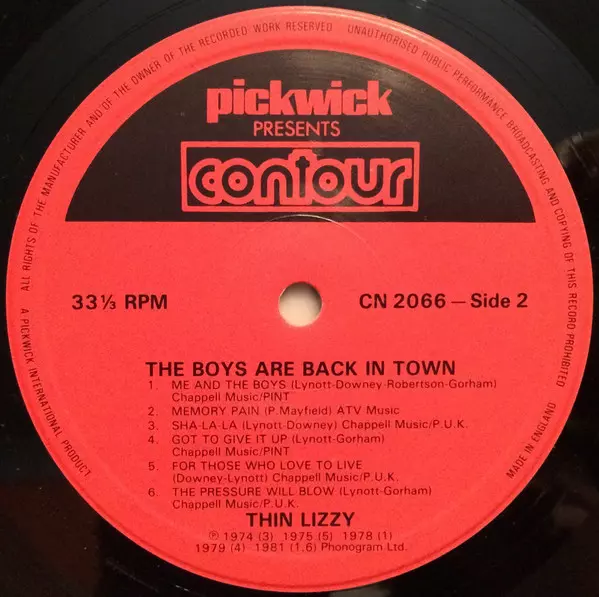 ALL RIGHTS OF THE MANUFACTURER AND OF THE OWNER OF THE RECORDED WORK RESERVED
UNAUTHORISED PUBLIC PERFORMANCE BROADCASTING AND COPYING OF THIS RECORD PROHIBITED
pickwick
PRESENTS
contour
33⅓ RPM
CN 2066 — Side 2
THE BOYS ARE BACK IN TOWN
1. ME AND THE BOYS (Lynott-Downey-Robertson-Gorham)
Chappell Music/PINT
2. MEMORY PAIN (P.Mayfield) ATV Music
3. SHA-LA-LA (Lynott-Downey) Chappell Music/P.U.K.
4. GOT TO GIVE IT UP (Lynott-Gorham)
Chappell Music/PINT
5. FOR THOSE WHO LOVE TO LIVE
(Downey-Lynott) Chappell Music/P.U.K.
6. THE PRESSURE WILL BLOW (Lynott-Gorham)
Chappell Music/P.U.K.
THIN LIZZY
℗ 1974 (3) 1975 (5) 1978 (1)
1979 (4) 1981 (1,6) Phonogram Ltd.
A PICKWICK INTERNATIONAL PRODUCT.
MADE IN ENGLAND